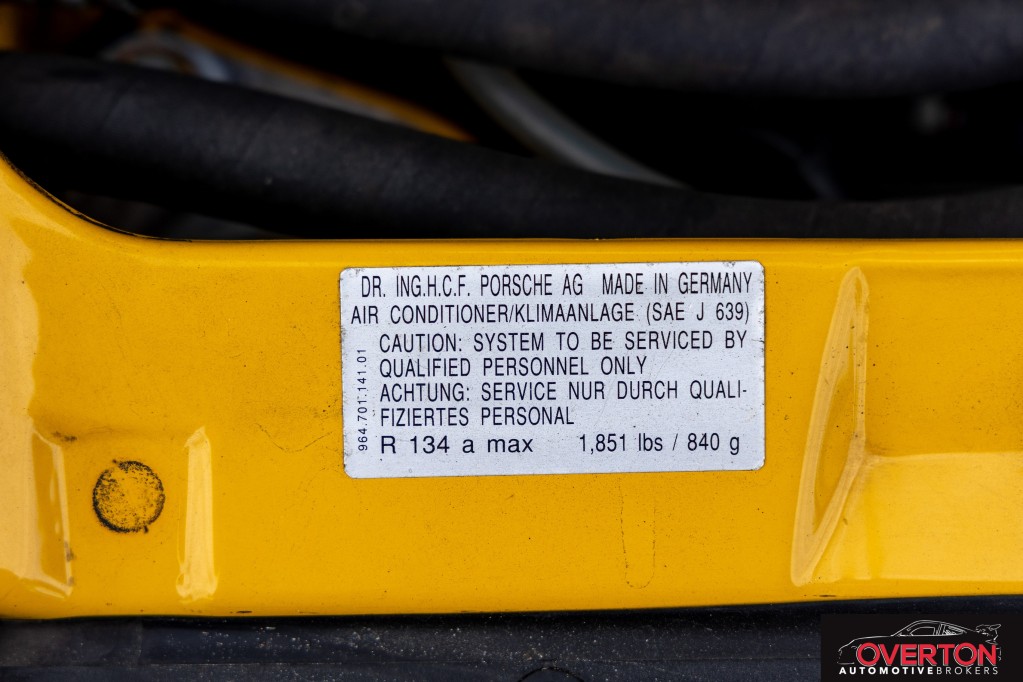 DR. ING.H.C.F. PORSCHE AG MADE IN GERMANY
AIR CONDITIONER/KLIMAANLAGE (SAE J 639)
CAUTION: SYSTEM TO BE SERVICED BY
QUALIFIED PERSONNEL ONLY
ACHTUNG: SERVICE NUR DURCH QUALI-
FIZIERTES PERSONAL
R 134 a max 1,851 lbs / 840 g
964.701.141.01
OVERTON
AUTOMOTIVEBROKERS